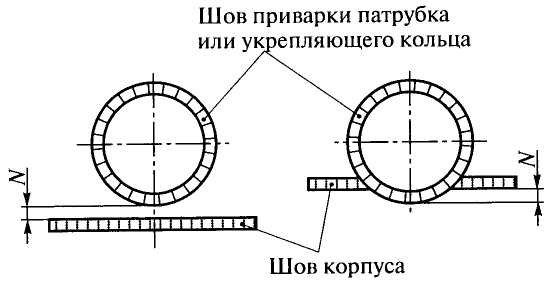 Шов приварки патрубка
или укрепляющего кольца
N
N
Шов корпуса